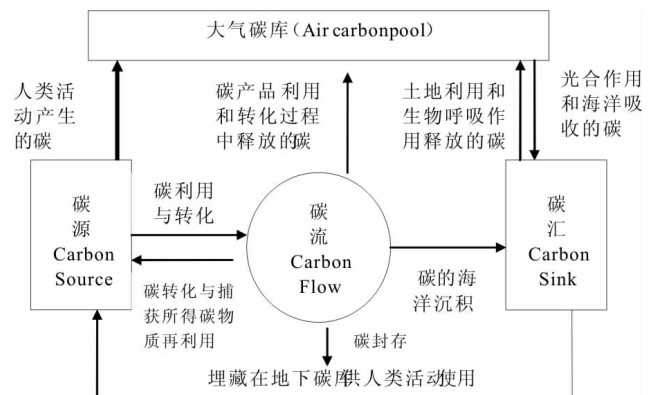 大气碳库(Air carbonpool)
人类活
动产生
的碳
碳产品利用
和转化过程
中释放的碳
土地利用和
生物呼吸作
用释放的碳
光合作用
和海洋吸
收的碳
碳
源
Carbon
Source
碳利用
与转化
碳转化与捕
获所得碳物
质再利用
碳
流
Carbon
Flow
碳的海
洋沉积
碳
汇
Carbon
Sink
碳封存
埋藏在地下碳库供人类活动使用